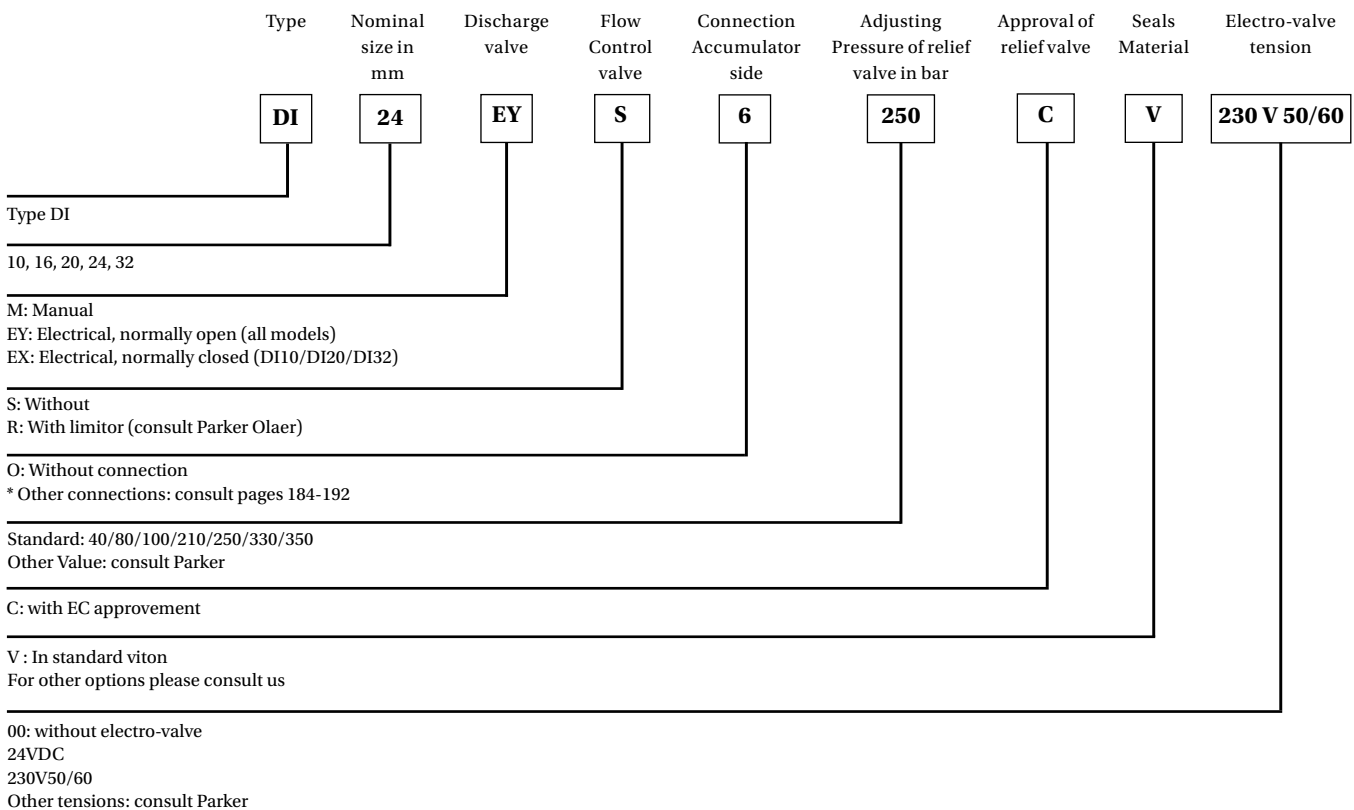 Type
Nominal
size in
mm
Discharge
valve
Flow
Control
valve
Connection
Accumulator
side
Adjusting
Pressure of relief
valve in bar
Approval of
relief valve
Seals
Material
Electro-valve
tension
DI
24
EY
S
6
250
C
V
230 V 50/60
Type DI
10, 16, 20, 24, 32
M: Manual
EY: Electrical, normally open (all models)
EX: Electrical, normally closed (DI10/DI20/DI32)
S: Without
R: With limitor (consult Parker Olaer)
O: Without connection
* Other connections: consult pages 184-192
Standard: 40/80/100/210/250/330/350
Other Value: consult Parker
C: with EC approvement
V : In standard viton
For other options please consult us
00: without electro-valve
24VDC
230V50/60
Other tensions: consult Parker